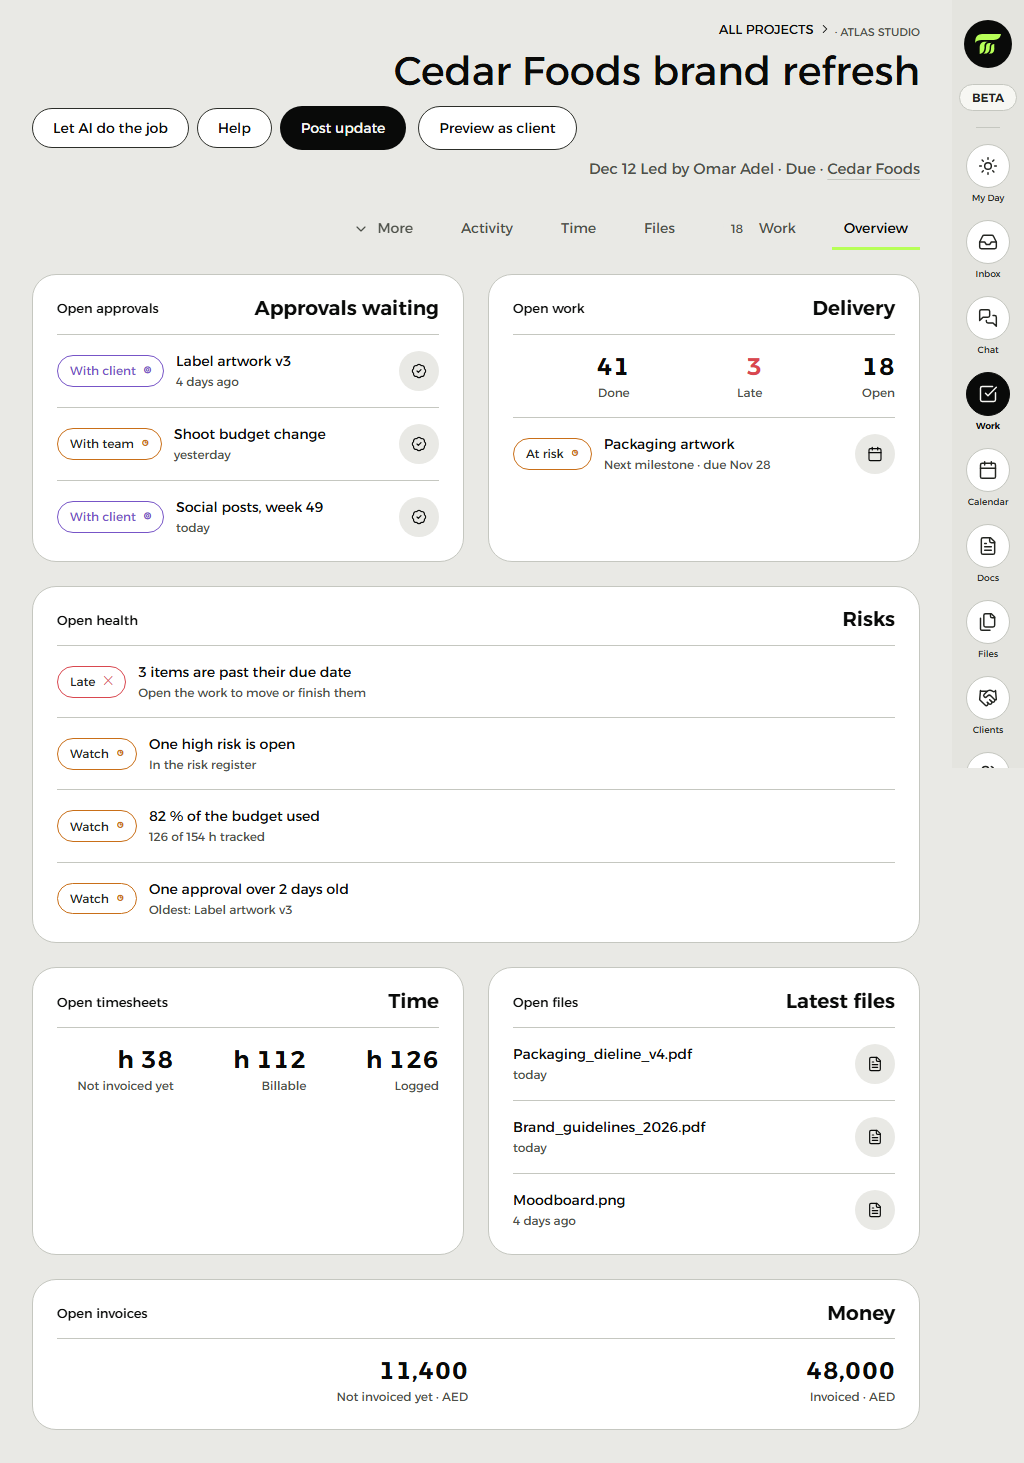 ALL PROJECTS › · ATLAS STUDIO
Cedar Foods brand refresh
Let AI do the job
Help
Post update
Preview as client
Dec 12 Led by Omar Adel · Due · Cedar Foods
More
Activity
Time
Files
18 Work
Overview
Open approvals
Approvals waiting
With client
Label artwork v3
4 days ago
With team
Shoot budget change
yesterday
With client
Social posts, week 49
today
Open work
Delivery
41
Done
3
Late
18
Open
At risk
Packaging artwork
Next milestone · due Nov 28
Open health
Risks
Late
3 items are past their due date
Open the work to move or finish them
Watch
One high risk is open
In the risk register
Watch
82 % of the budget used
126 of 154 h tracked
Watch
One approval over 2 days old
Oldest: Label artwork v3
Open timesheets
Time
h 38
Not invoiced yet
h 112
Billable
h 126
Logged
Open files
Latest files
Packaging_dieline_v4.pdf
today
Brand_guidelines_2026.pdf
today
Moodboard.png
4 days ago
Open invoices
Money
11,400
Not invoiced yet · AED
48,000
Invoiced · AED
BETA
My Day
Inbox
Chat
Work
Calendar
Docs
Files
Clients